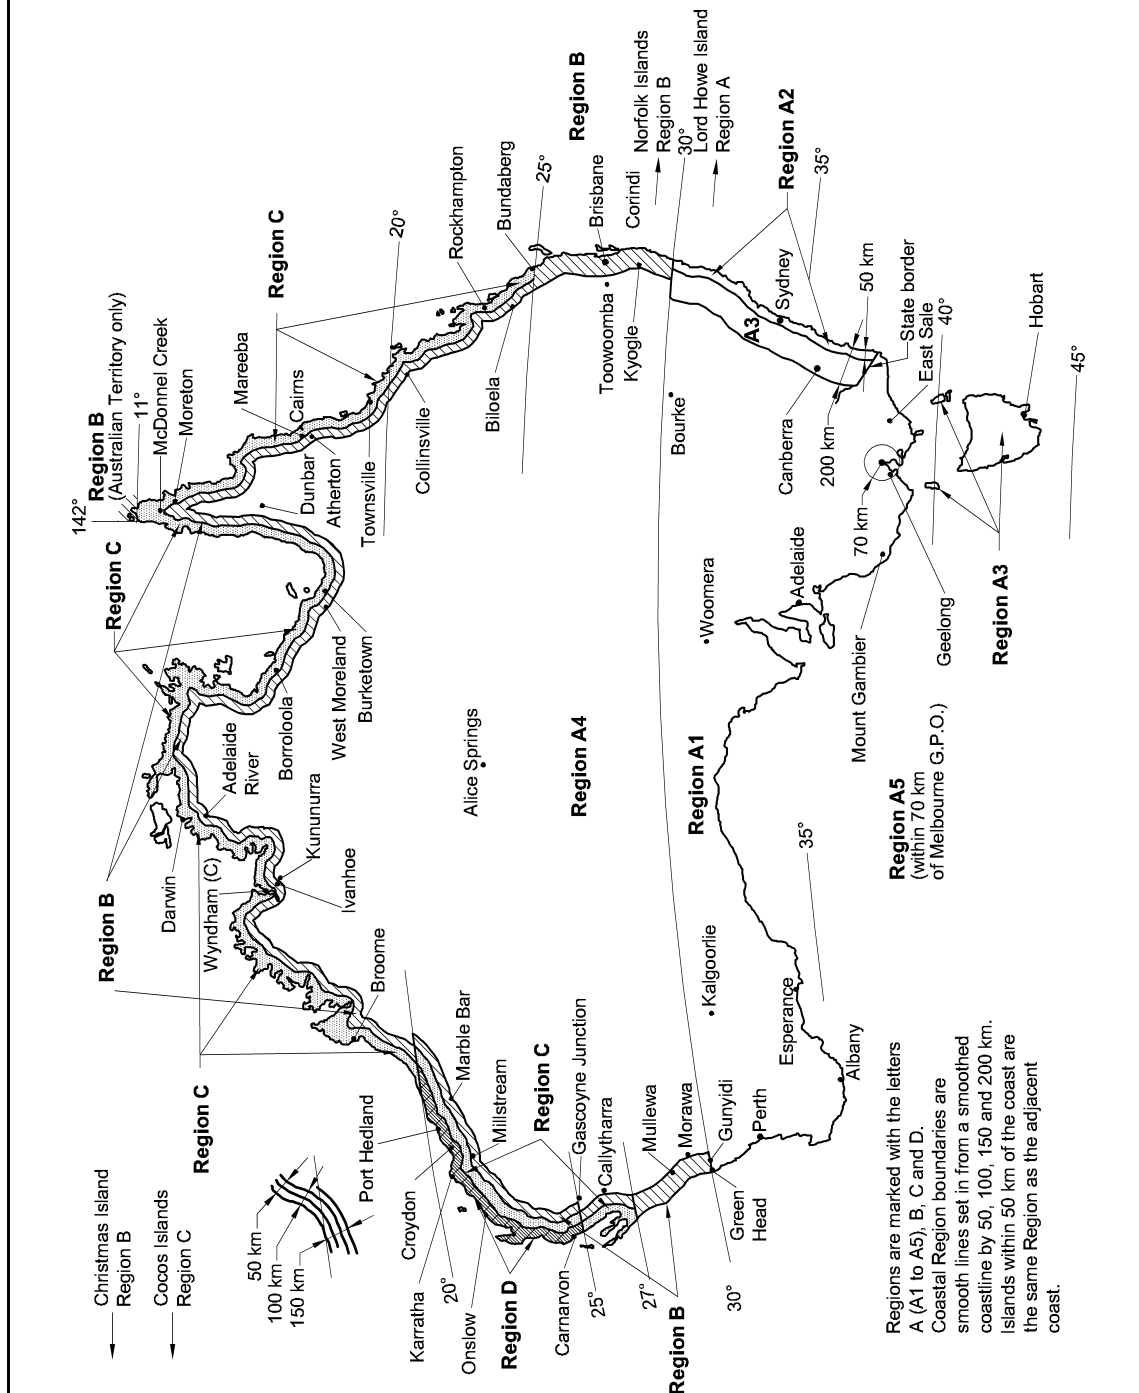 Christmas Island
Region B
Cocos Islands
Region C
50 km
100 km
150 km
Region C
Region B
Region C
142°
Region B
(Australian Territory only)
11°
McDonnel Creek
Moreton
Darwin
Wyndham (C)
Adelaide
River
Kununurra
Ivanhoe
Borroloola
West Moreland
Burketown
Mareeba
Cairns
Dunbar
Atherton
Townsville
Region C
20°
Collinsville
Rockhampton
Biloela
Bundaberg
25°
Broome
Port Hedland
Croydon
Karratha
20°
Onslow
Region D
Marble Bar
Millstream
Region C
Gascoyne Junction
Carnarvon
25°
Callytharra
27°
Region B
Mullewa
Morawa
Gunyidi
Green
Head
30°
Perth
Alice Springs
Region A4
Region A1
Kalgoorlie
Esperance
Albany
35°
Woomera
Adelaide
Region B
Brisbane
Toowoomba
Kyogle
Corindi
Norfolk Islands
Region B
30°
Lord Howe Island
Region A
Bourke
A3
Sydney
Region A2
35°
Canberra
200 km
50 km
State border
East Sale
40°
70 km
Mount Gambier
Geelong
Region A3
Hobart
45°
Region A5
(within 70 km
of Melbourne G.P.O.)
Regions are marked with the letters
A (A1 to A5), B, C and D.
Coastal Region boundaries are
smooth lines set in from a smoothed
coastline by 50, 100, 150 and 200 km.
Islands within 50 km of the coast are
the same Region as the adjacent
coast.